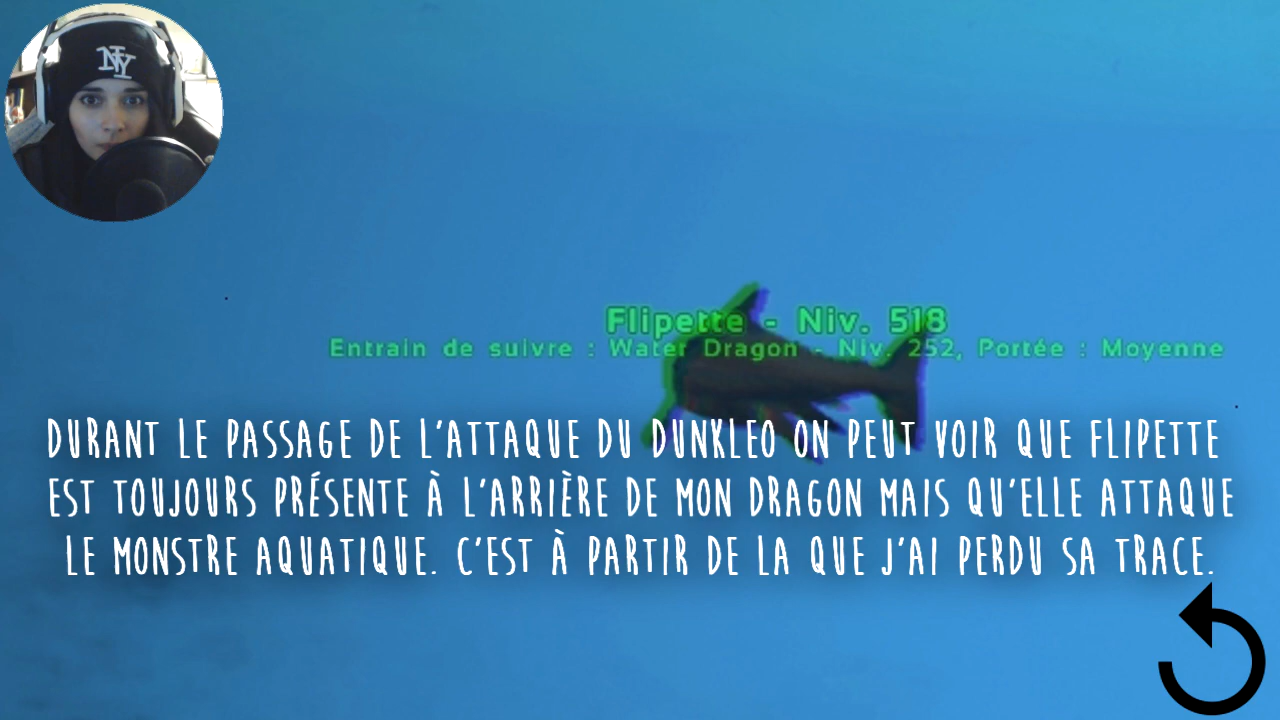 NY
Flipette - Niv. 518
Entrain de suivre : Water Dragon - Niv. 252, Portée : Moyenne
DURANT LE PASSAGE DE L'ATTAQUE DU DUNKLEO ON PEUT VOIR QUE FLIPETTE
EST TOUJOURS PRÉSENTE À L'ARRIÈRE DE MON DRAGON MAIS QU'ELLE ATTAQUE
LE MONSTRE AQUATIQUE. C'EST À PARTIR DE LA QUE J'AI PERDU SA TRACE.